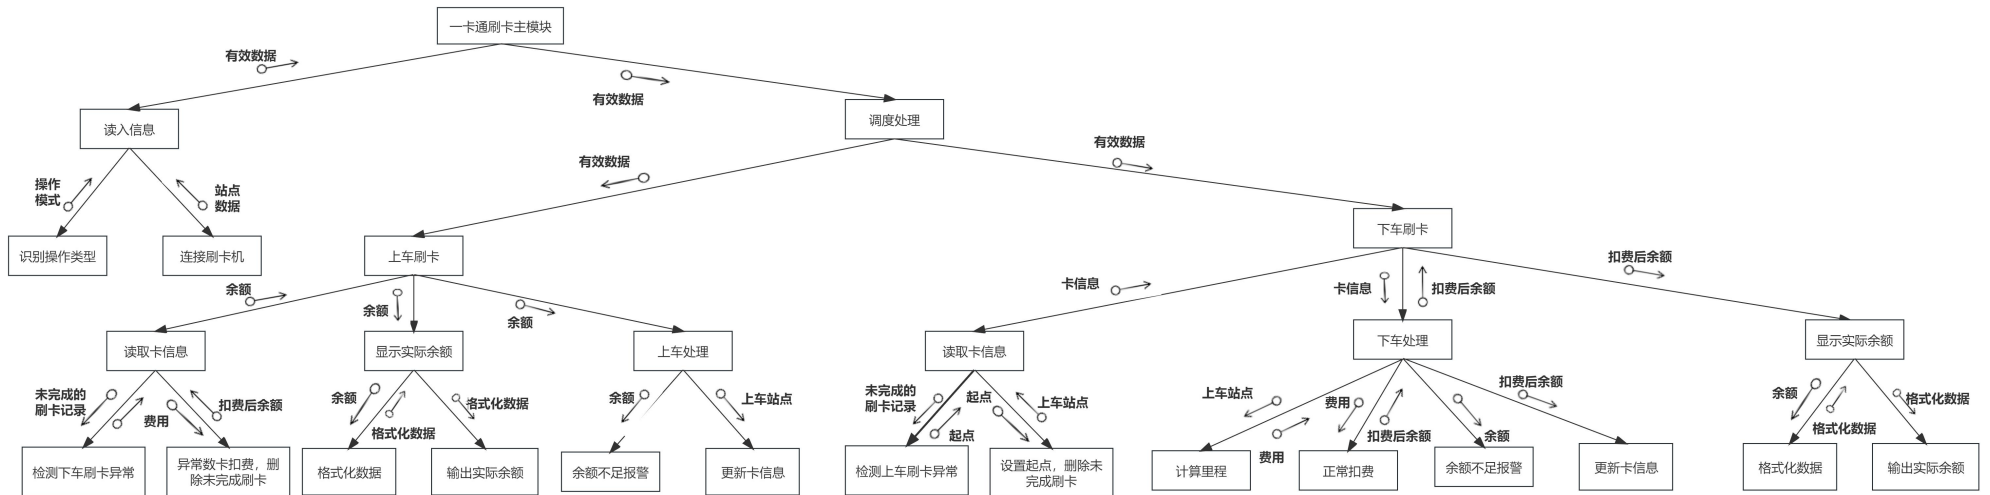 一卡通刷卡主模块
有效数据
有效数据
读入信息
调度处理
有效数据
有效数据
操作
模式
站点
数据
识别操作类型
连接刷卡机
上车刷卡
下车刷卡
余额
余额
余额
卡信息
卡信息
扣费后余额
扣费后余额
读取卡信息
显示实际余额
上车处理
读取卡信息
下车处理
显示实际余额
未完成的
刷卡记录
费用
扣费后余额
余额
格式化数据
格式化数据
余额
上车站点
未完成的
刷卡记录
起点
起点
上车站点
上车站点
费用
费用
扣费后余额
余额
扣费后余额
余额
格式化数据
格式化数据
检测下车刷卡异常
异常数卡扣费，删
除未完成刷卡
格式化数据
输出实际余额
余额不足报警
更新卡信息
检测上车刷卡异常
设置起点，删除未
完成刷卡
计算里程
正常扣费
余额不足报警
更新卡信息
格式化数据
输出实际余额